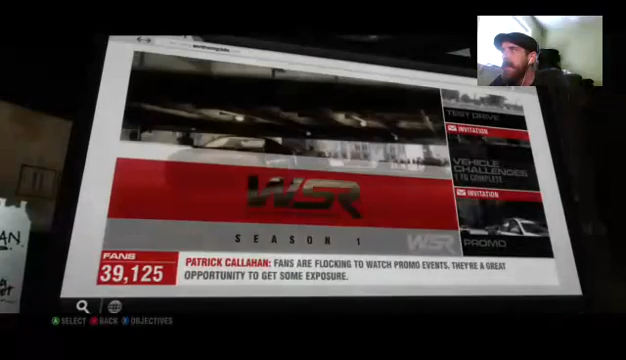 TEST DRIVE
INVITATION
VEHICLE
CHALLENGES
1 TO COMPLETE
INVITATION
PROMO
WSR
SEASON 1
WSR
FANS
39,125
PATRICK CALLAHAN: FANS ARE FLOCKING TO WATCH PROMO EVENTS. THEY'RE A GREAT
OPPORTUNITY TO GET SOME EXPOSURE.
A SELECT B BACK X OBJECTIVES